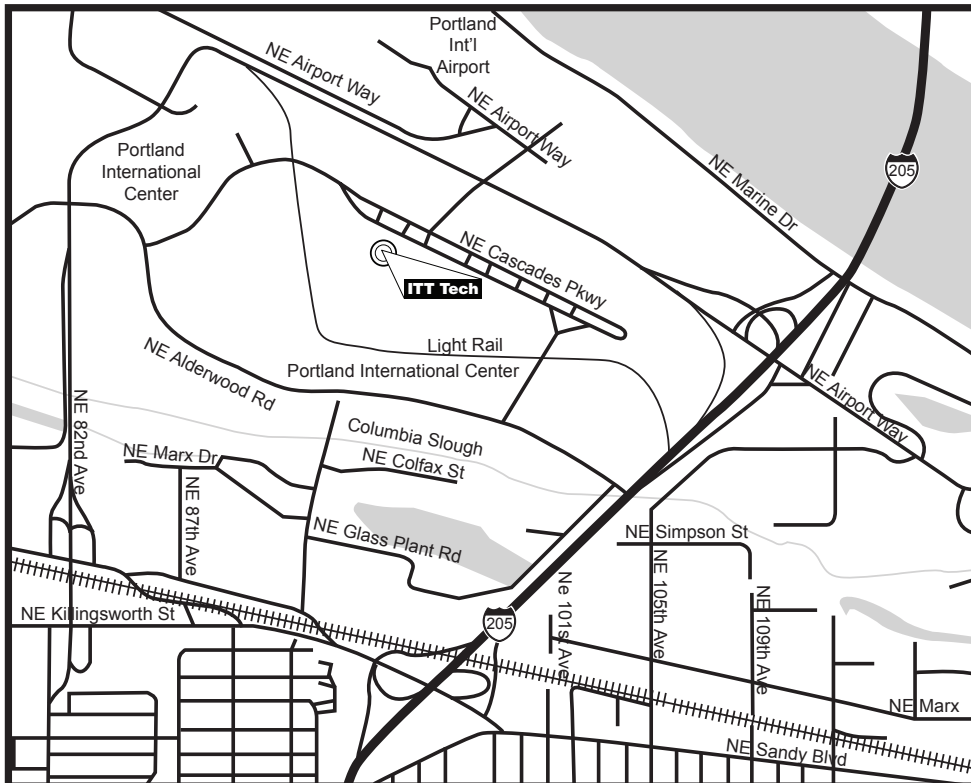 Portland
Int'l
Airport
NE Airport Way
NE Airport Way
205
Portland
International
Center
NE Marine Dr
NE Cascades Pkwy
ITT Tech
Light Rail
Portland International Center
NE Alderwood Rd
NE Airport Way
NE 82nd Ave
Columbia Slough
NE Marx Dr
NE Colfax St
NE 87th Ave
NE Glass Plant Rd
NE Simpson St
Ne 101s Ave
NE 105th Ave
NE 109th Ave
NE Killingsworth St
205
NE Marx
NE Sandy Blvd